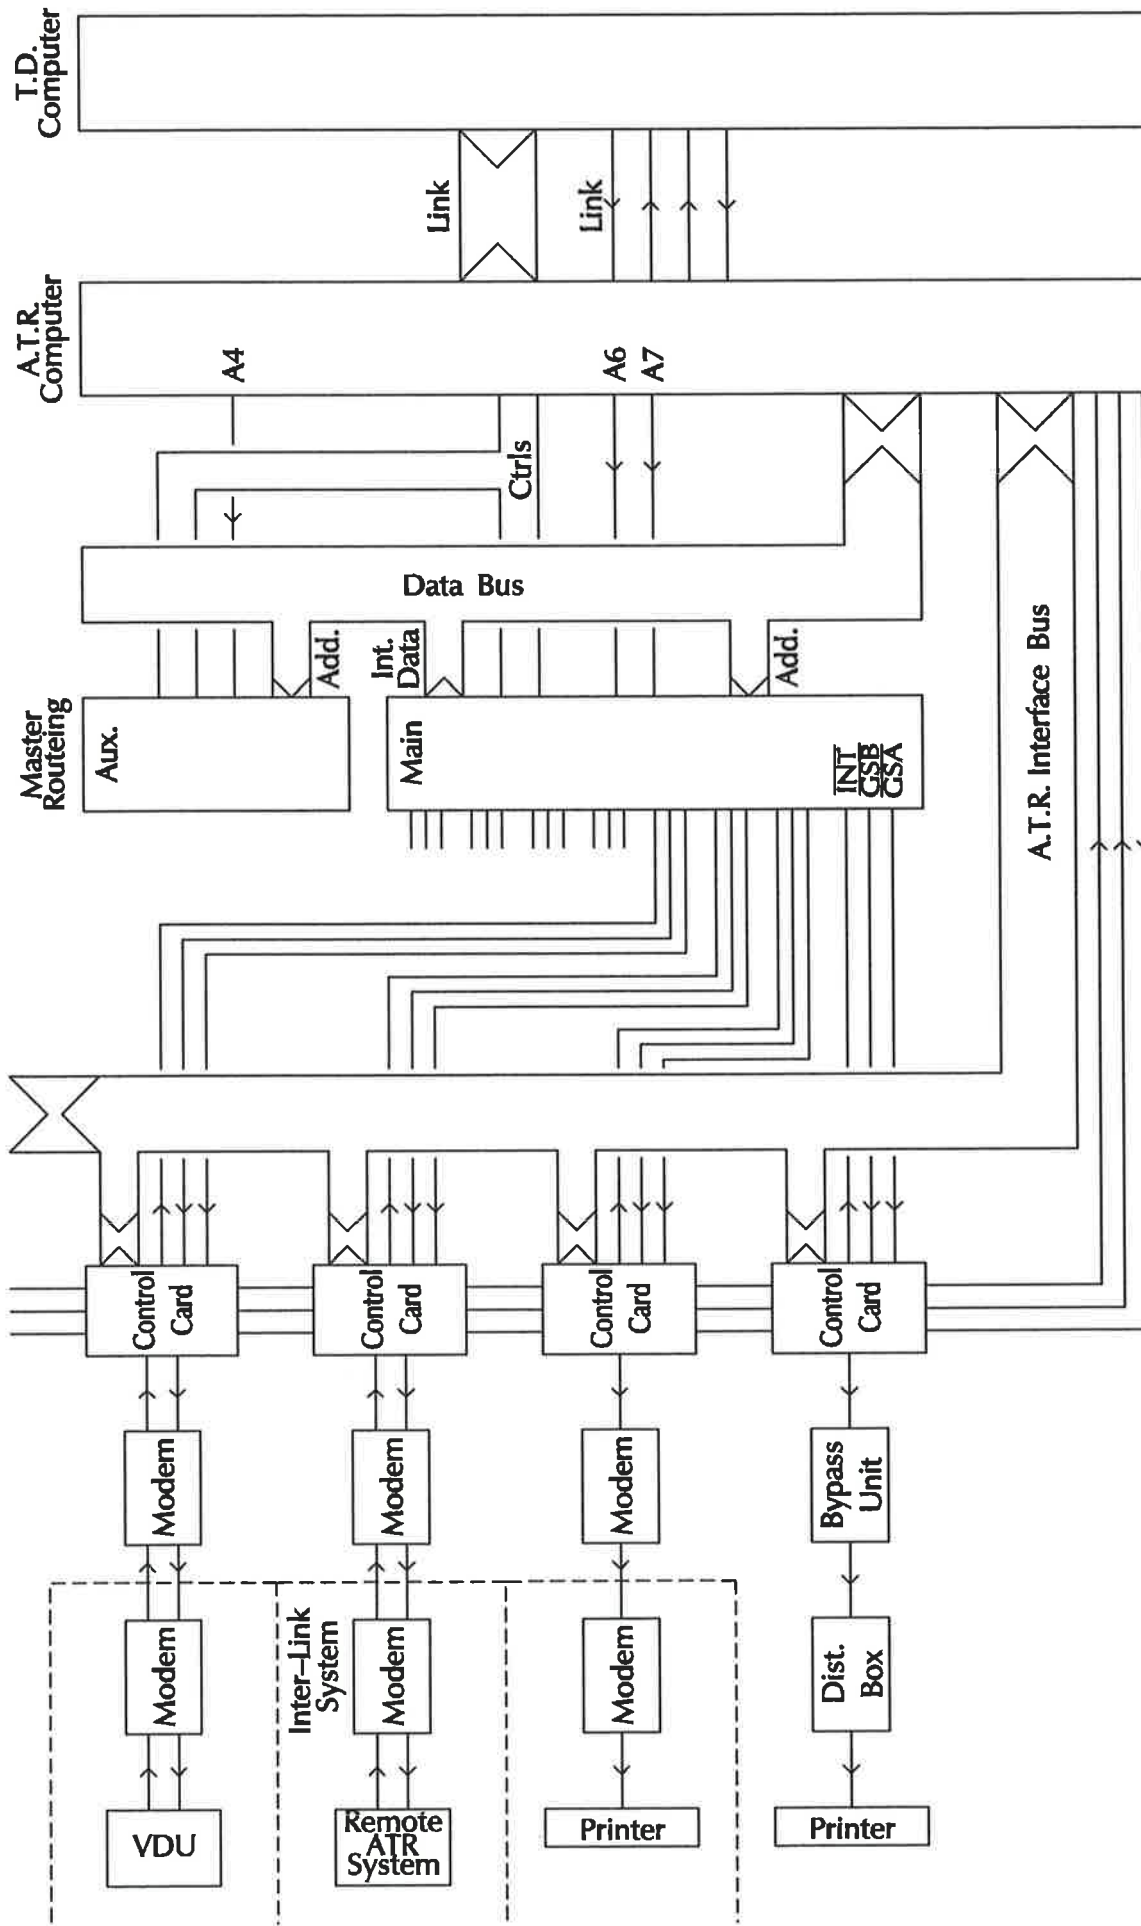 T.D.
Computer
Link
Link
A.T.R.
Computer
A4
A6
A7
Ctrls
Data Bus
Add.
Int.
Data
Add.
Master
Routeing
Aux.
Main
INT
GSB
GSA
A.T.R. Interface Bus
Control
Card
Control
Card
Control
Card
Control
Card
Modem
Modem
Modem
Bypass
Unit
Modem
Inter-Link
System
Modem
Modem
Dist.
Box
VDU
Remote
ATR
System
Printer
Printer